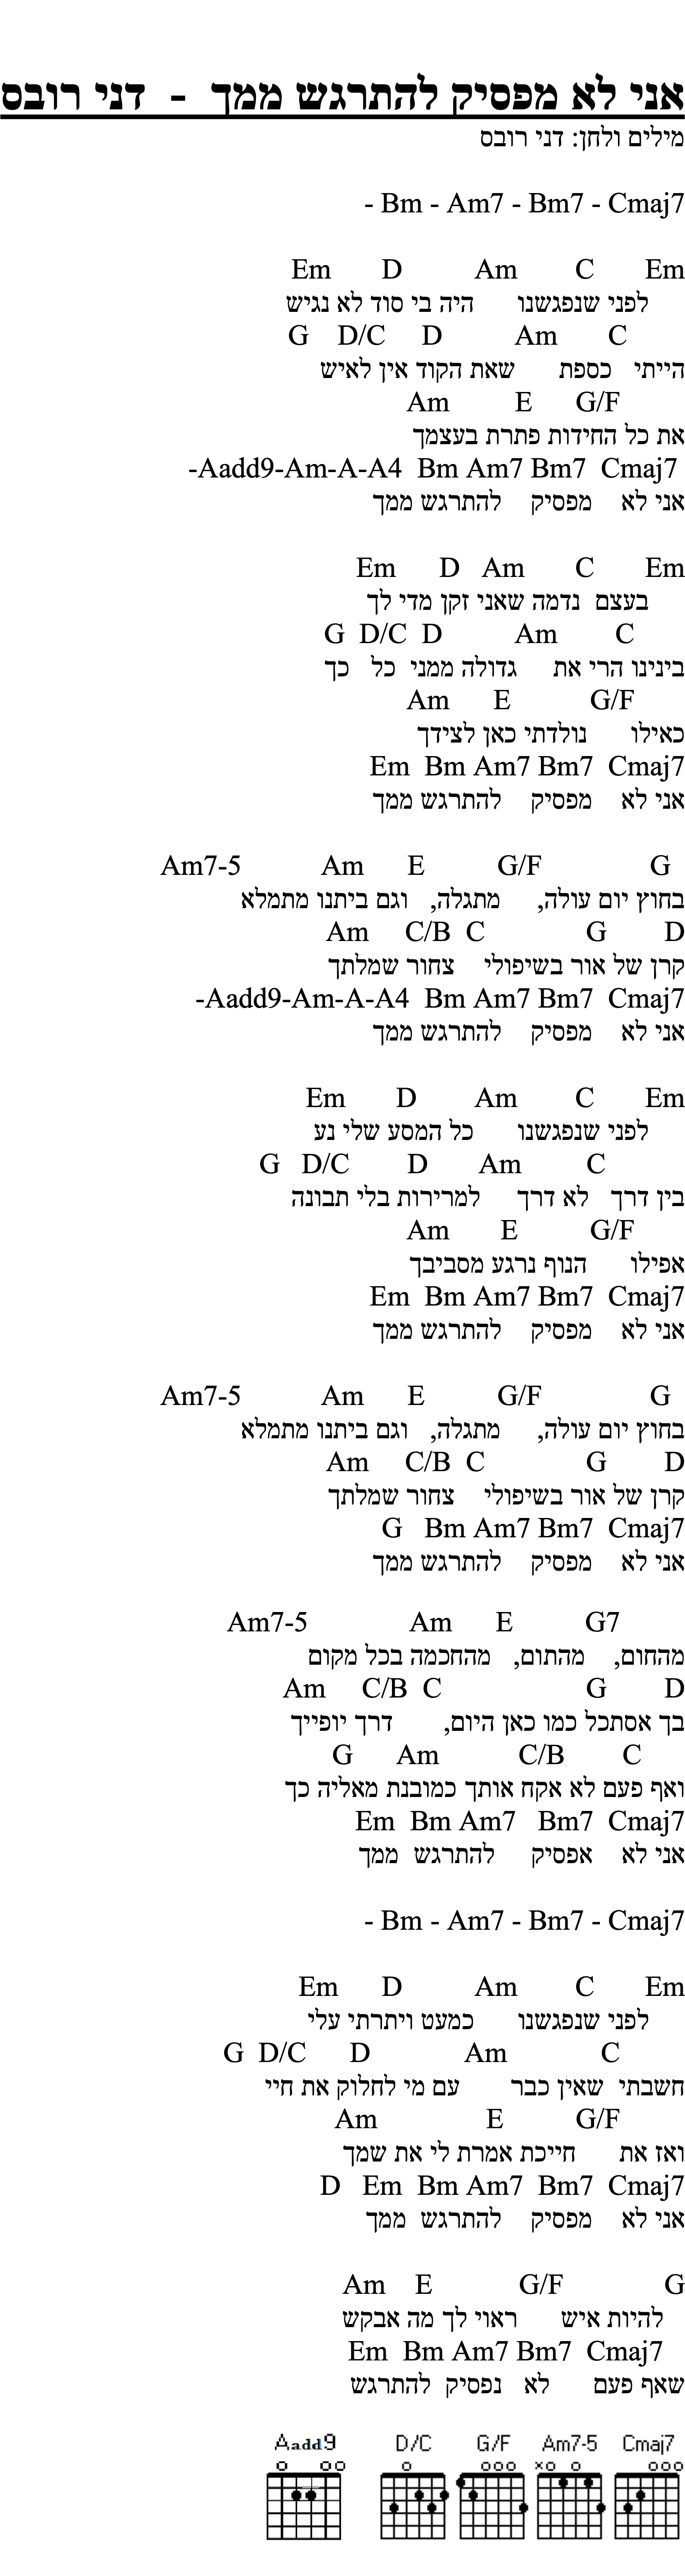 אני לא מפסיק להתרגש ממך - דני רובס
מילים ולחן: דני רובס
- Bm - Am7 - Bm7 - Cmaj7
Em D Am C Em
לפני שנפגשנו היה בי סוד לא נגיש
G D/C D Am C
הייתי כספת שאת הקוד אין לאיש
Am E G/F
את כל החידות פתרת בעצמך
-Aadd9-Am-A-A4 Bm Am7 Bm7 Cmaj7
אני לא מפסיק להתרגש ממך
Em D Am C Em
בעצם נדמה שאני זקן מדי לך
G D/C D Am C
בינינו הרי את גדולה ממני כל כך
Am E G/F
כאילו נולדתי כאן לצידך
Em Bm Am7 Bm7 Cmaj7
אני לא מפסיק להתרגש ממך
Am7-5 Am E G/F G
בחוץ יום עולה, מתגלה, וגם ביתנו מתמלא
Am C/B C G D
קרן של אור בשיפולי צחור שמלתך
-Aadd9-Am-A-A4 Bm Am7 Bm7 Cmaj7
אני לא מפסיק להתרגש ממך
Em D Am C Em
לפני שנפגשנו כל המסע שלי נע
G D/C D Am C
בין דרך לא דרך למרירות בלי תבונה
Am E G/F
אפילו הנוף נרגע מסביבך
Em Bm Am7 Bm7 Cmaj7
אני לא מפסיק להתרגש ממך
Am7-5 Am E G/F G
בחוץ יום עולה, מתגלה, וגם ביתנו מתמלא
Am C/B C G D
קרן של אור בשיפולי צחור שמלתך
G Bm Am7 Bm7 Cmaj7
אני לא מפסיק להתרגש ממך
Am7-5 Am E G7
מהחום, מהתום, מהחכמה בכל מקום
Am C/B C G D
בך אסתכל כמו כאן היום, דרך יופייך
G Am C/B C
ואף פעם לא אקח אותך כמובנת מאליה כך
Em Bm Am7 Bm7 Cmaj7
אני לא אפסיק להתרגש ממך
- Bm - Am7 - Bm7 - Cmaj7
Em D Am C Em
לפני שנפגשנו כמעט ויתרתי עלי
G D/C D Am C
חשבתי שאין כבר עם מי לחלוק את חיי
Am E G/F
ואז את חייכת אמרת לי את שמך
D Em Bm Am7 Bm7 Cmaj7
אני לא מפסיק להתרגש ממך
Am E G/F G
להיות איש ראוי לך מה אבקש
Em Bm Am7 Bm7 Cmaj7
שאף פעם לא נפסיק להתרגש
Aadd9 D/C G/F Am7-5 Cmaj7